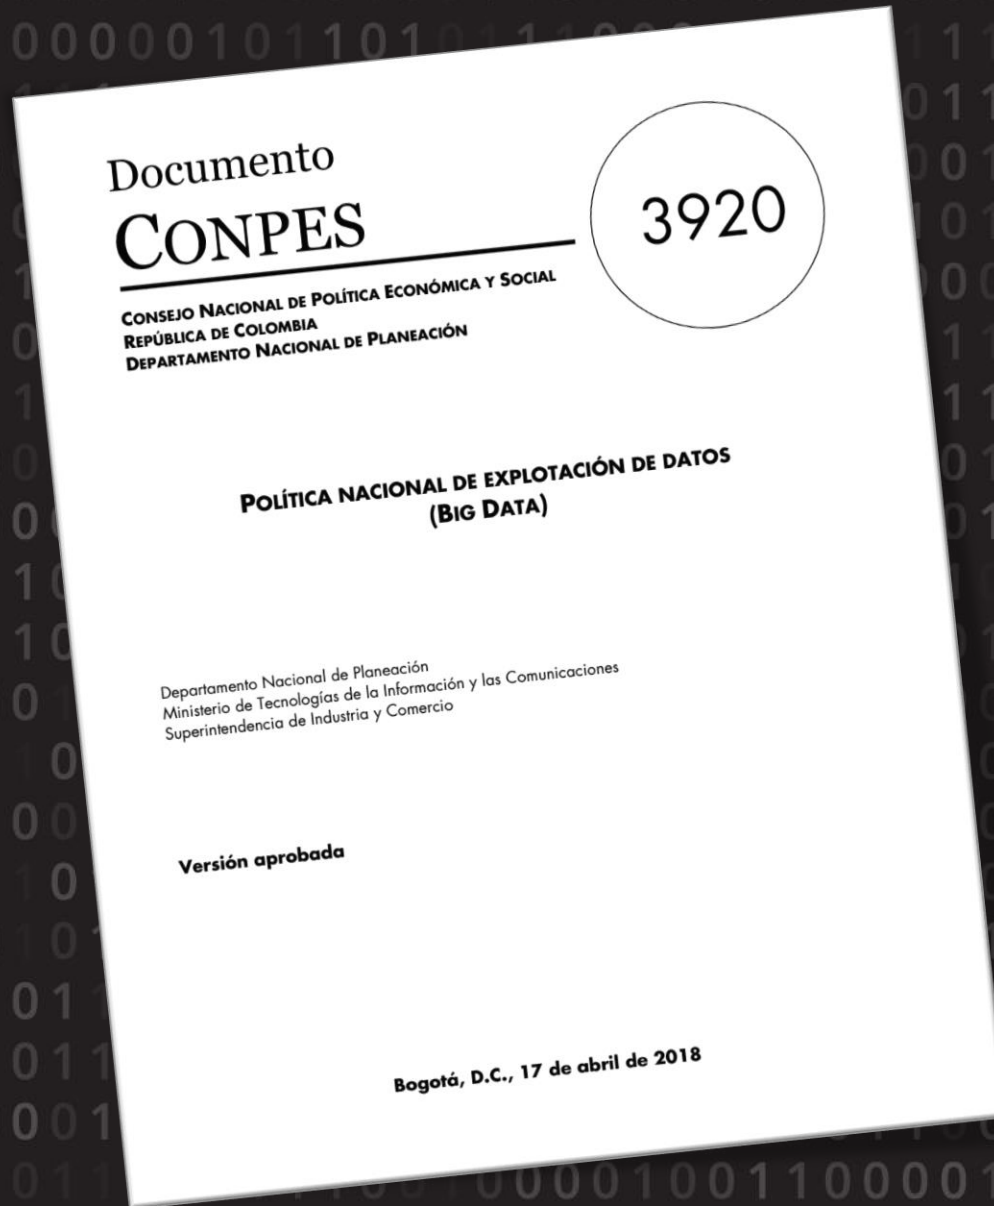 Documento
CONPES
3920
CONSEJO NACIONAL DE POLÍTICA ECONÓMICA Y SOCIAL
REPÚBLICA DE COLOMBIA
DEPARTAMENTO NACIONAL DE PLANEACIÓN
POLÍTICA NACIONAL DE EXPLOTACIÓN DE DATOS
(BIG DATA)
Departamento Nacional de Planeación
Ministerio de Tecnologías de la Información y las Comunicaciones
Superintendencia de Industria y Comercio
Versión aprobada
Bogotá, D.C., 17 de abril de 2018